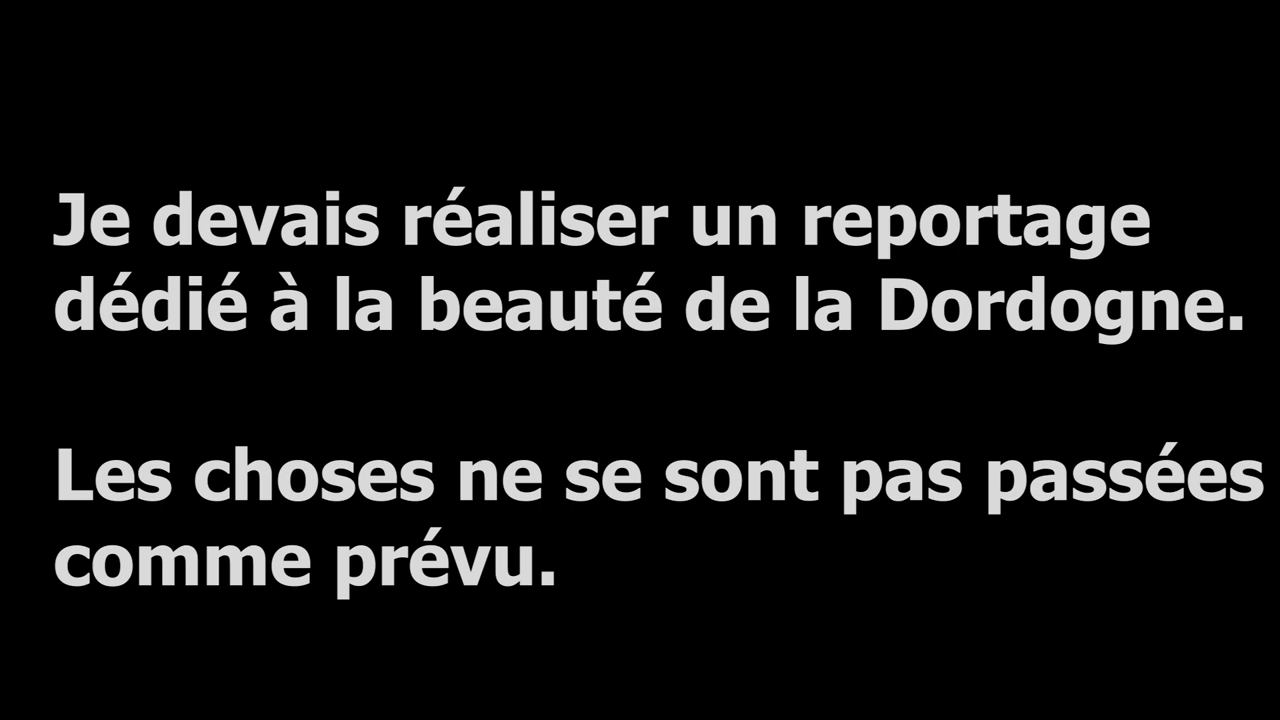 Je devais réaliser un reportage
dédié à la beauté de la Dordogne.
Les choses ne se sont pas passées
comme prévu.